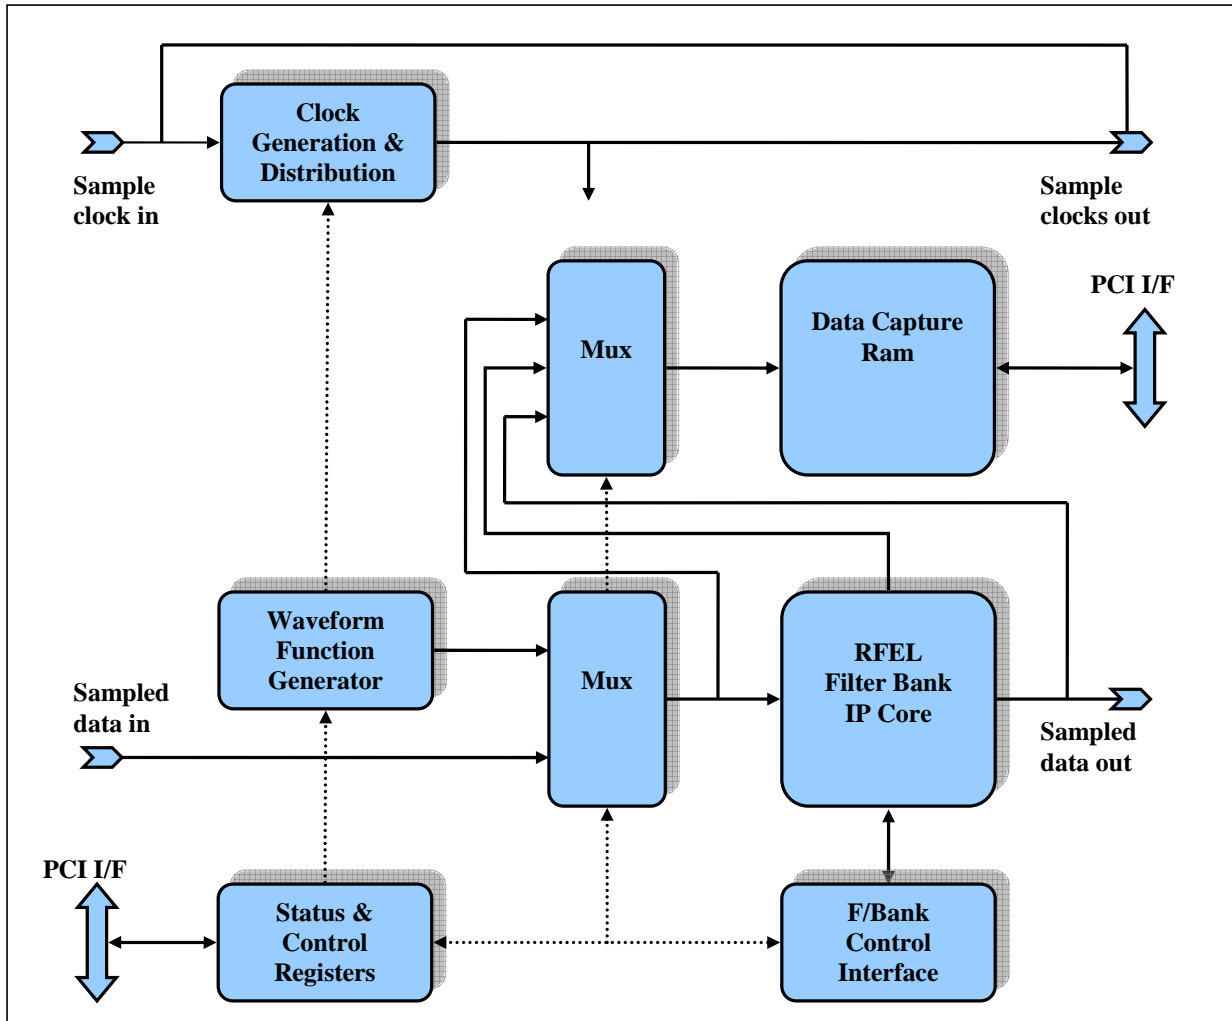 Clock
Generation &
Distribution
Sample
clock in
Sample
clocks out
Mux
Data Capture
Ram
PCI I/F
Waveform
Function
Generator
Mux
RFEL
Filter Bank
IP Core
Sampled
data in
Sampled
data out
PCI I/F
Status &
Control
Registers
F/Bank
Control
Interface